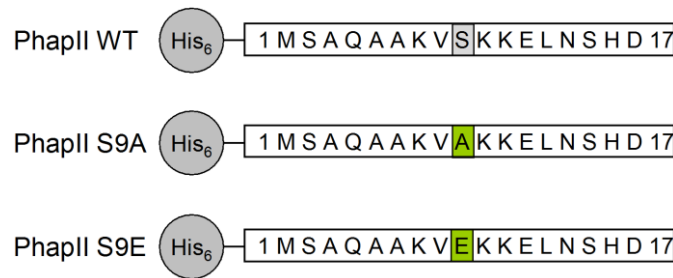 PhapII WT His6 1 M S A Q A A K V S K K E L N S H D 17
PhapII S9A His6 1 M S A Q A A K V A K K E L N S H D 17
PhapII S9E His6 1 M S A Q A A K V E K K E L N S H D 17